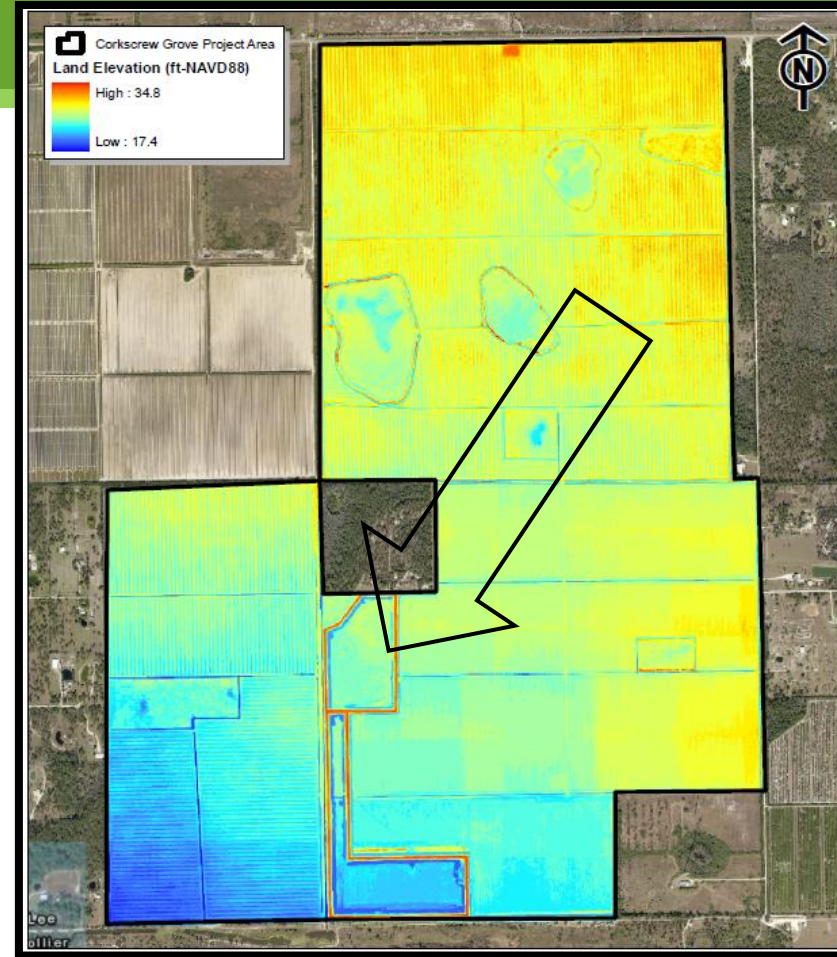 Corkscrew Grove Project Area
Land Elevation (ft-NAVD88)
High : 34.8
Low : 17.4
N
Lee
ollier